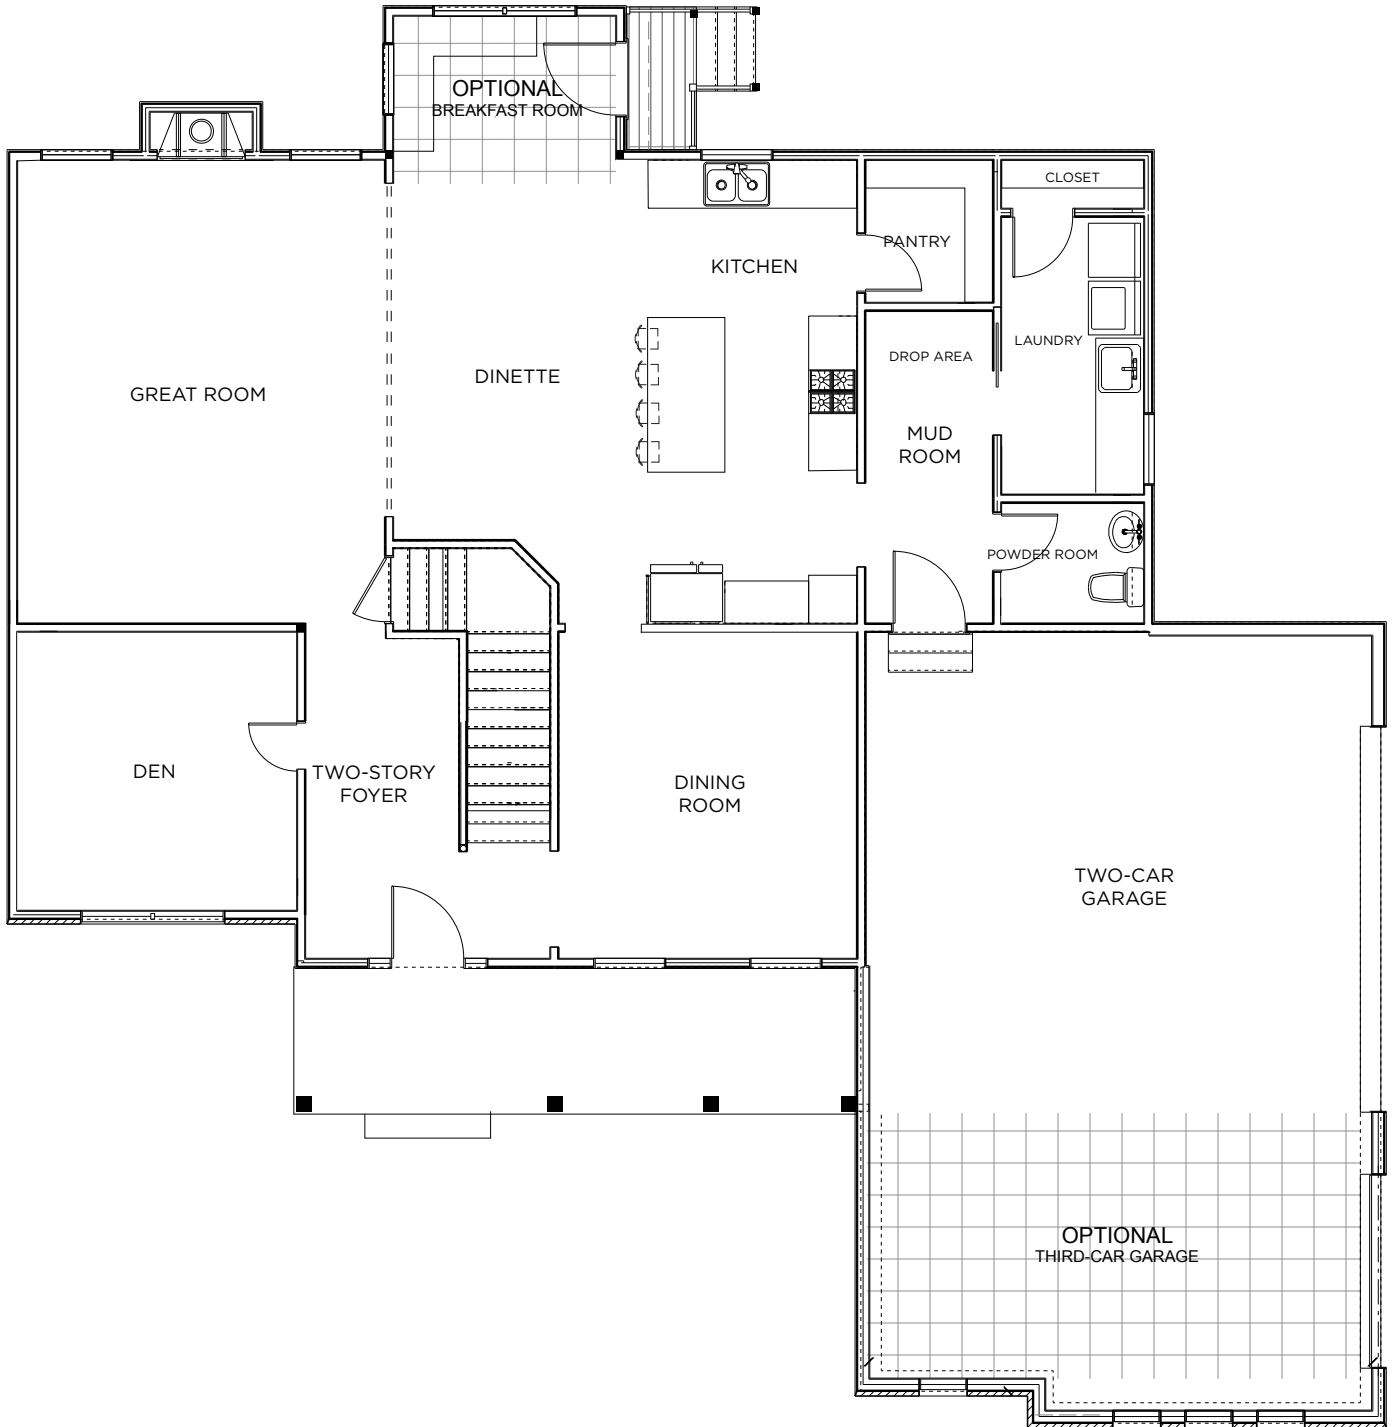 OPTIONAL
BREAKFAST ROOM
CLOSET
PANTRY
KITCHEN
LAUNDRY
DROP AREA
DINETTE
GREAT ROOM
MUD
ROOM
POWDER ROOM
DEN
TWO-STORY
FOYER
DINING
ROOM
TWO-CAR
GARAGE
OPTIONAL
THIRD-CAR GARAGE